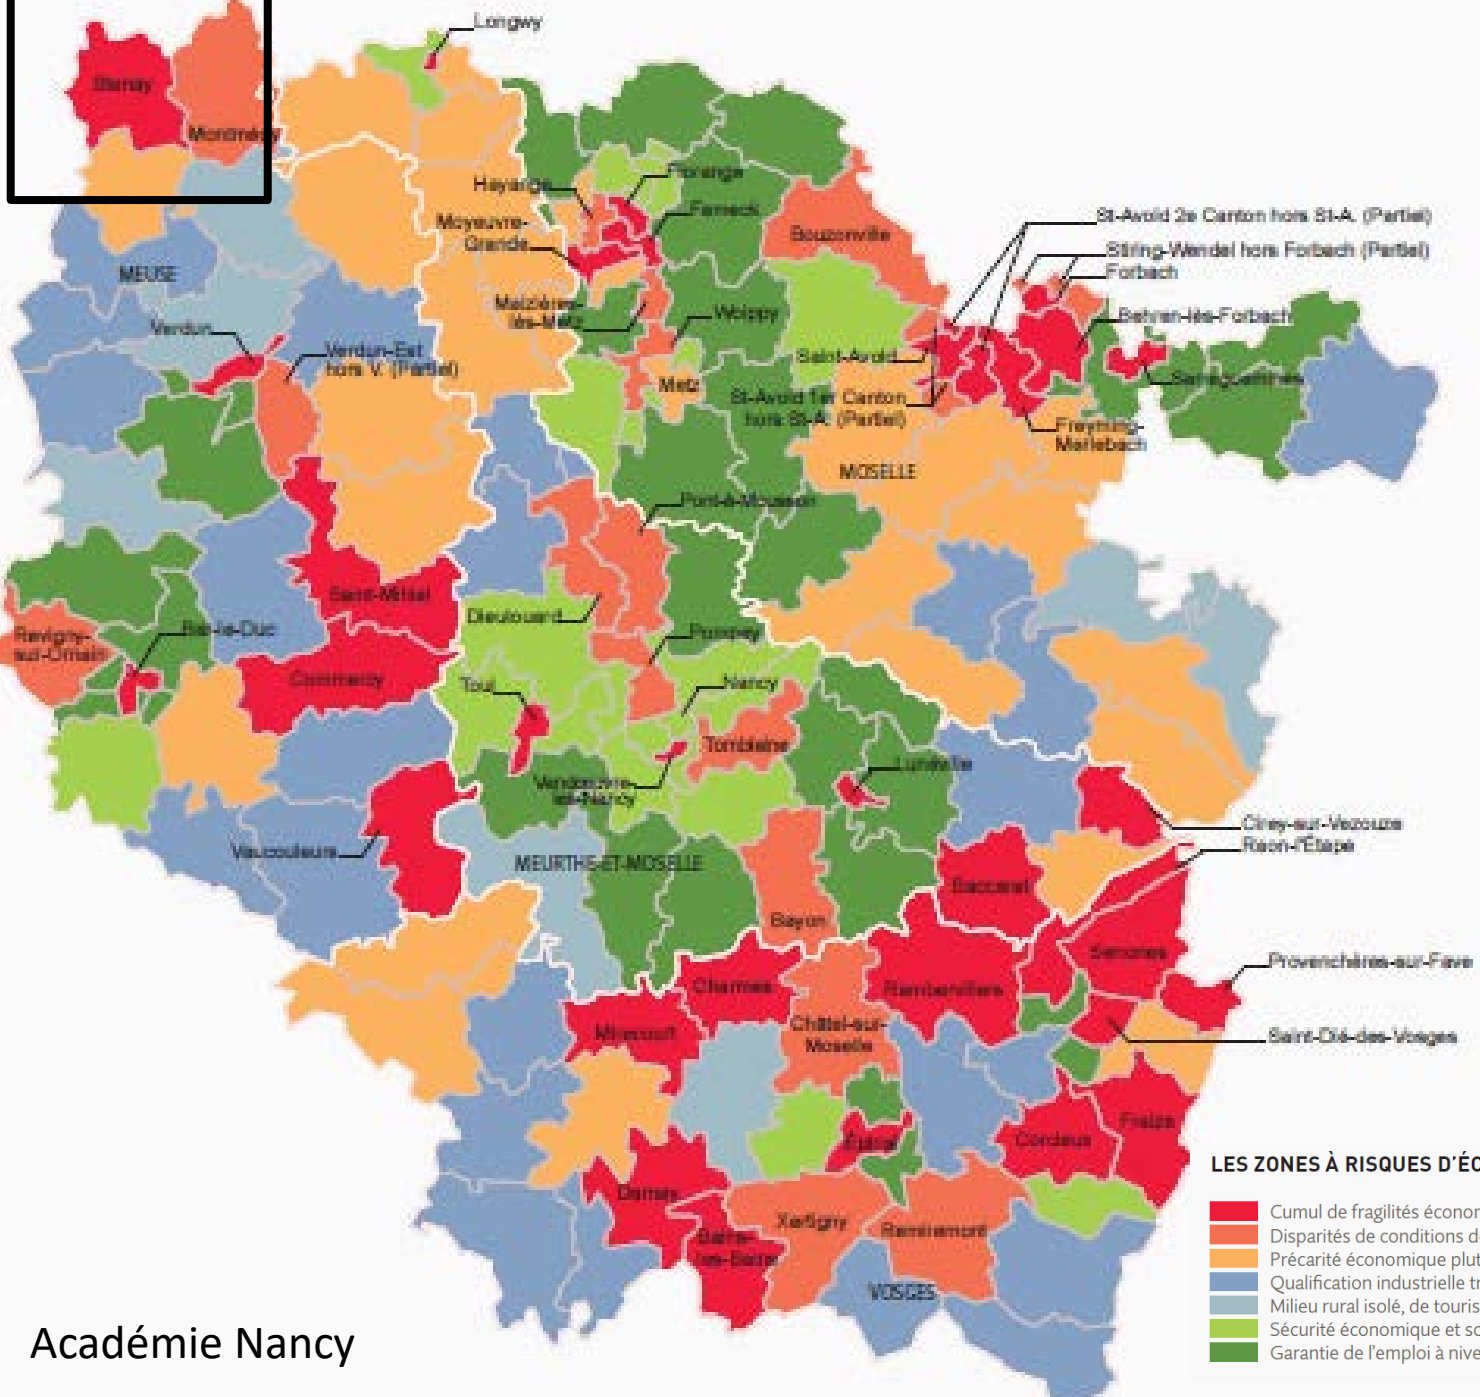 Longwy
Stenay
Montmédy
Hayange
Florange
Fameck
Moyeuvre-
Grande
Bouzonville
St-Avold 2e Canton hors St-A. (Partiel)
Stiring-Wendel hors Forbach (Partiel)
Forbach
MEUSE
Maizières-
lès-Metz
Woippy
Behren-lès-Forbach
Verdun
Verdun-Est
hors V. (Partiel)
Saint-Avold
Metz
Sarreguemines
St-Avold 1er Canton
hors St-A. (Partiel)
Freyming-
Merlebach
MOSELLE
Pont-à-Mousson
Saint-Mihiel
Dieulouard
Revigny-
sur-Ornain
Bar-le-Duc
Pompey
Commercy
Toul
Nancy
Tomblaine
Lunéville
Vandoeuvre-
lès-Nancy
Cirey-sur-Vezouze
Raon-l'Étape
Vaucouleurs
MEURTHE-ET-MOSELLE
Baccarat
Bayon
Senones
Provenchères-sur-Fave
Charmes
Rambervillers
Mirecourt
Châtel-sur-
Moselle
Saint-Dié-des-Vosges
Fraize
Corcieux
Épinal
Darney
Xertigny
Remiremont
Bains-
les-Bains
VOSGES
LES ZONES À RISQUES D'ÉC
Cumul de fragilités écono
Disparités de conditions d
Précarité économique plut
Qualification industrielle tr
Milieu rural isolé, de touris
Sécurité économique et so
Garantie de l'emploi à nive
Académie Nancy